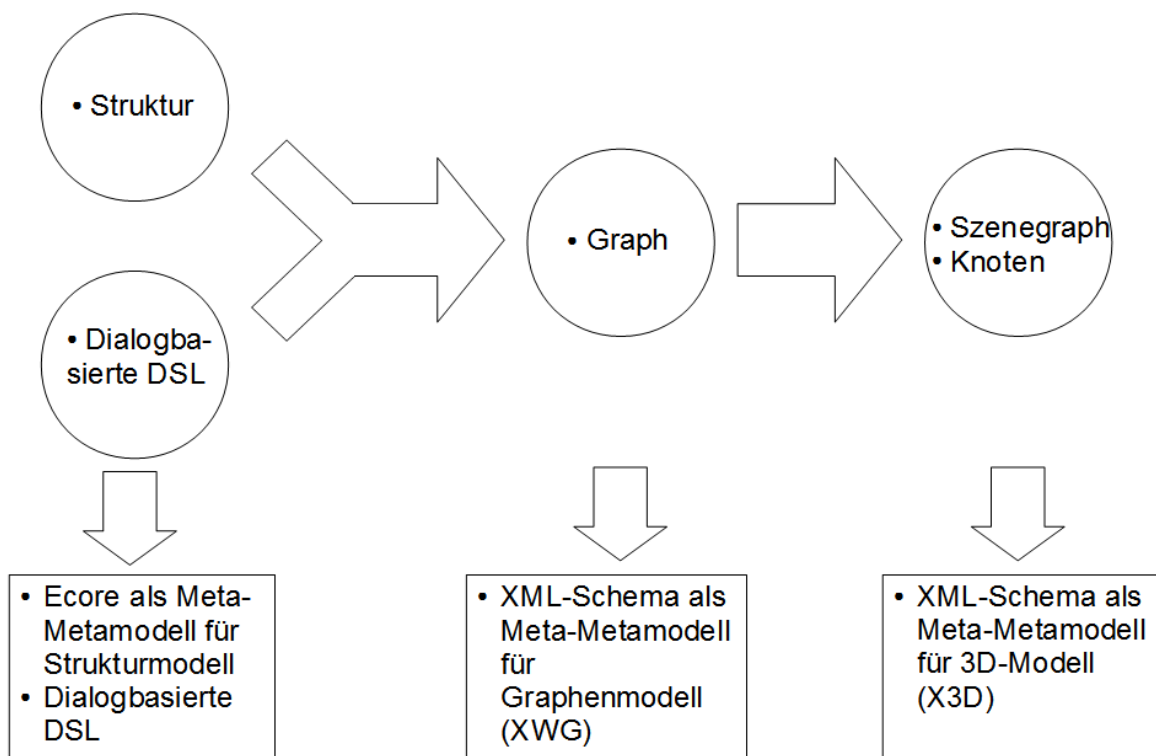 • Struktur
• Dialogba-
sierte DSL
• Graph
• Szenegraph
• Knoten
• Ecore als Meta-
Metamodell für
Strukturmodell
• Dialogbasierte
DSL
• XML-Schema als
Meta-Metamodell
für
Graphenmodell
(XWG)
• XML-Schema als
Meta-Metamodell
für 3D-Modell
(X3D)